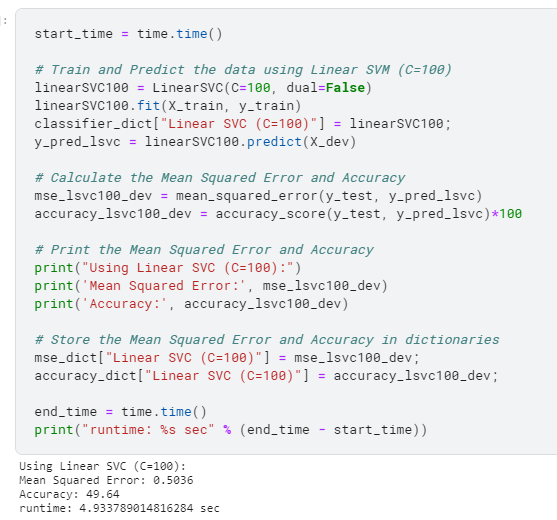 ]:
start_time = time.time()
# Train and Predict the data using Linear SVM (C=100)
linearSVC100 = LinearSVC(C=100, dual=False)
linearSVC100.fit(X_train, y_train)
classifier_dict["Linear SVC (C=100)"] = linearSVC100;
y_pred_lsvc = linearSVC100.predict(X_dev)
# Calculate the Mean Squared Error and Accuracy
mse_lsvc100_dev = mean_squared_error(y_test, y_pred_lsvc)
accuracy_lsvc100_dev = accuracy_score(y_test, y_pred_lsvc)*100
# Print the Mean Squared Error and Accuracy
print("Using Linear SVC (C=100):")
print('Mean Squared Error:', mse_lsvc100_dev)
print('Accuracy:', accuracy_lsvc100_dev)
# Store the Mean Squared Error and Accuracy in dictionaries
mse_dict["Linear SVC (C=100)"] = mse_lsvc100_dev;
accuracy_dict["Linear SVC (C=100)"] = accuracy_lsvc100_dev;
end_time = time.time()
print("runtime: %s sec" % (end_time - start_time))
Using Linear SVC (C=100):
Mean Squared Error: 0.5036
Accuracy: 49.64
runtime: 4.933789014816284 sec